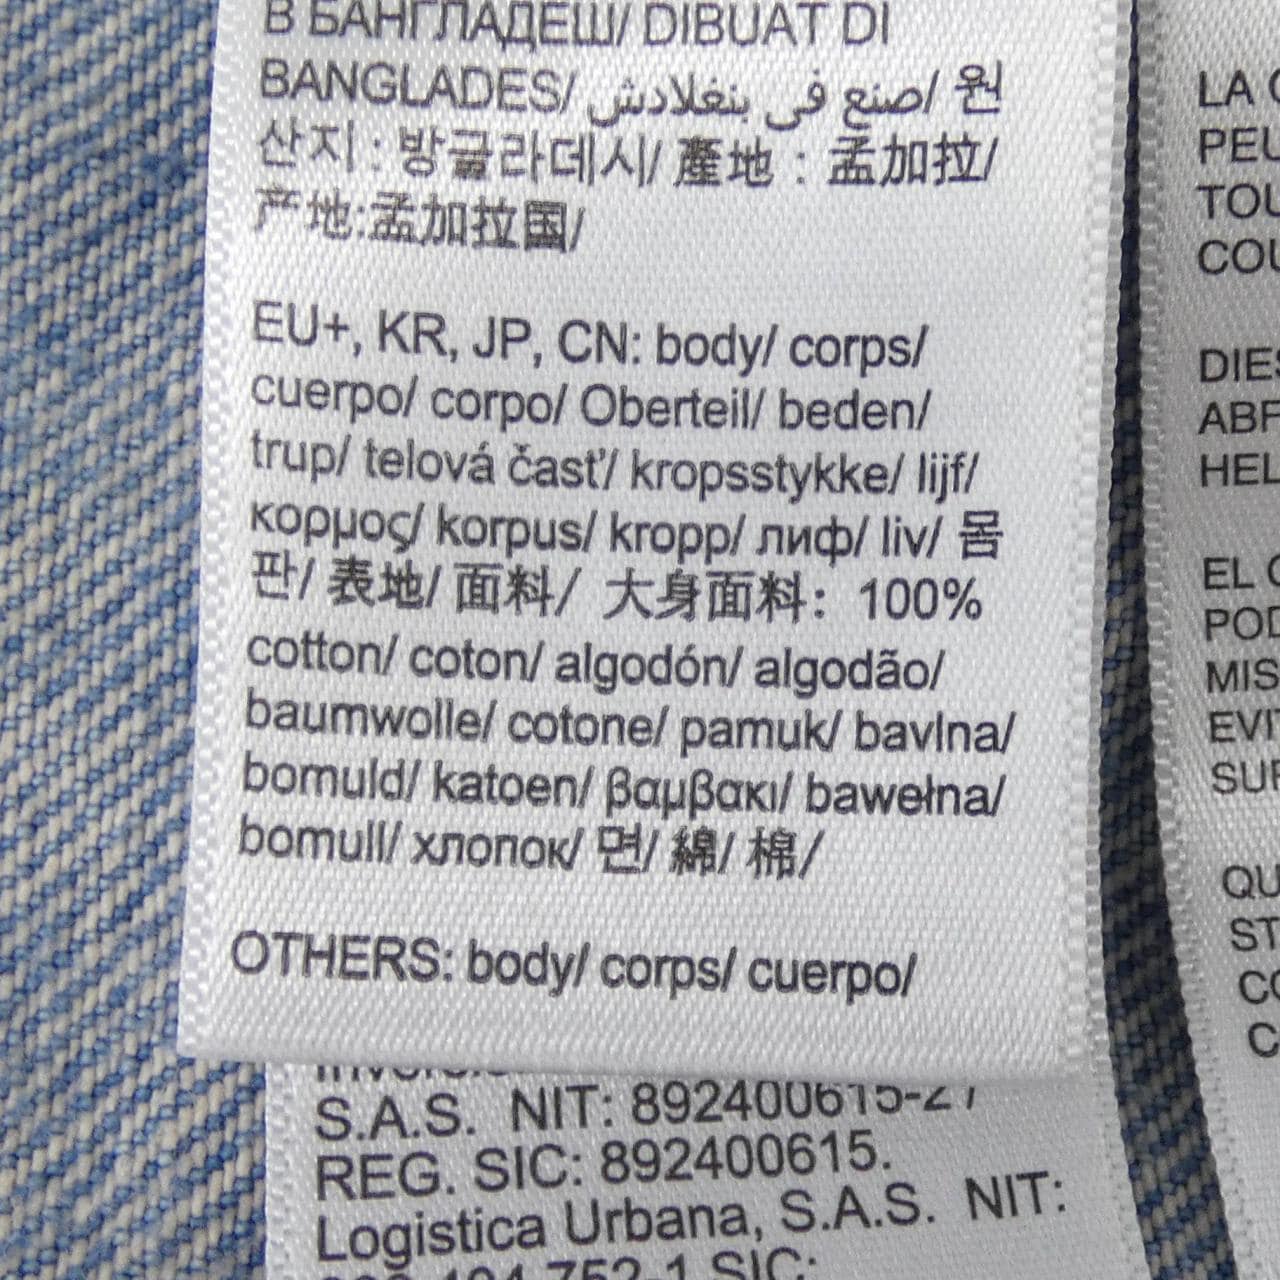 В БАНГЛАДЕШ/ DIBUAT DI
BANGLADES/ صنع في بنغلادش/ 원
산지 : 방글라데시/ 產地 : 孟加拉/
产地:孟加拉国/
EU+, KR, JP, CN: body/ corps/
cuerpo/ corpo/ Oberteil/ beden/
trup/ telová časť/ kropsstykke/ lijf/
κορμος/ korpus/ kropp/ лиф/ liv/ 몸
판/ 表地/ 面料/ 大身面料: 100%
cotton/ coton/ algodón/ algodão/
baumwolle/ cotone/ pamuk/ bavlna/
bomuld/ katoen/ βαμβακι/ bawełna/
bomull/ хлопок/ 면/ 綿/ 棉/
OTHERS: body/ corps/ cuerpo/
S.A.S. NIT: 892400615-27
REG. SIC: 892400615.
Logistica Urbana, S.A.S. NIT:
752-1 SIC:
LA
PEU
TOU
COU
DIES
ABF
HEL
EL
POD
MIS
EVI
SUF
QU
ST
CO
C